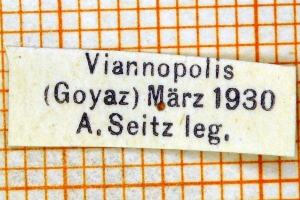 Viannopolis
(Goyaz) März 1930
A. Seitz leg.